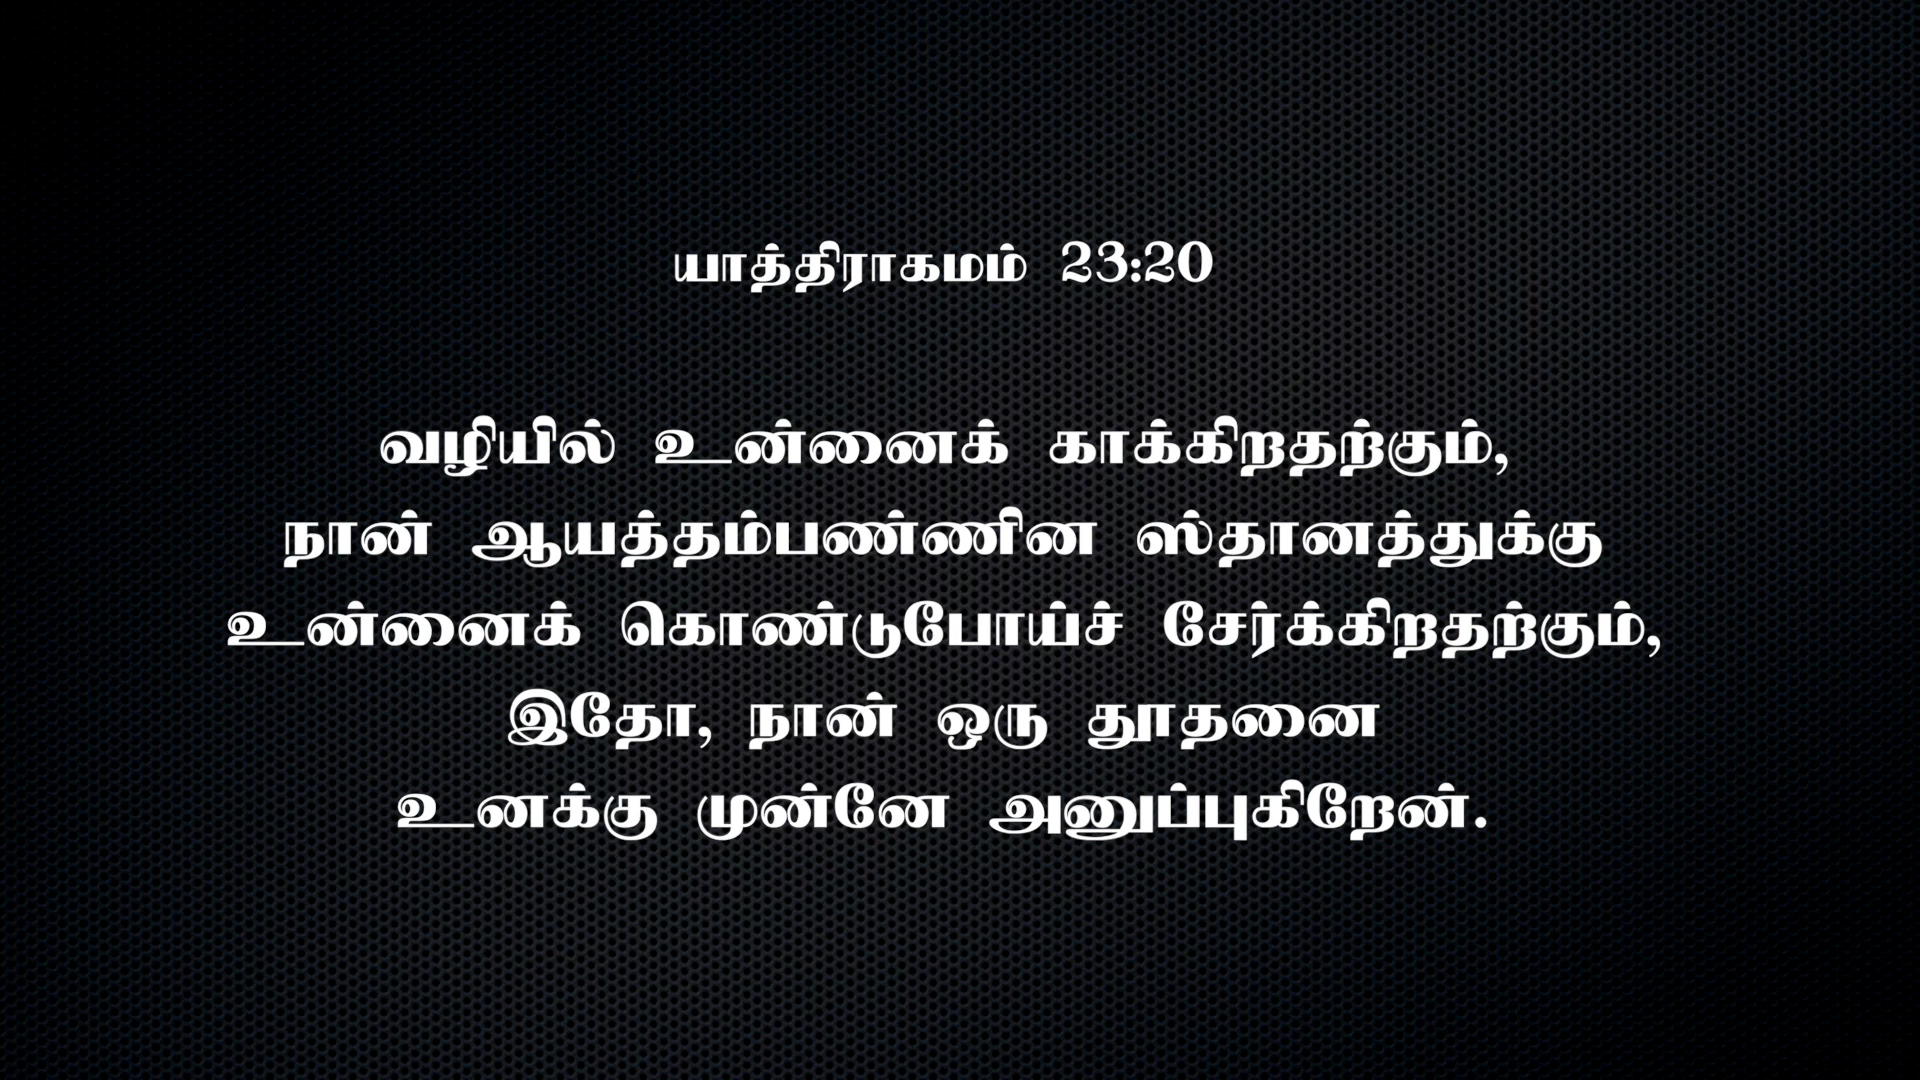 யாத்திராகமம் 23:20
வழியில் உன்னைக் காக்கிறதற்கும்,
நான் ஆயத்தம்பண்ணின ஸ்தானத்துக்கு
உன்னைக் கொண்டுபோய்ச் சேர்க்கிறதற்கும்,
இதோ, நான் ஒரு தூதனை
உனக்கு முன்னே அனுப்புகிறேன்.